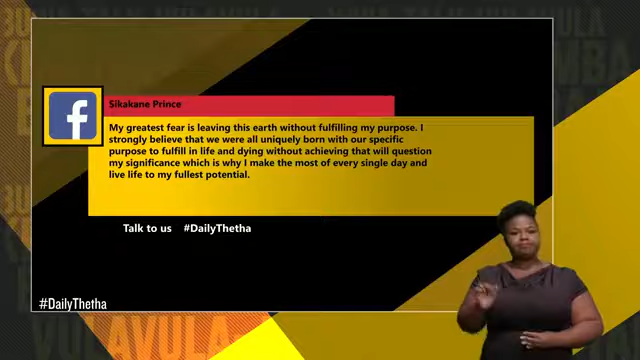 Sikakane Prince
My greatest fear is leaving this earth without fulfilling my purpose. I
strongly believe that we were all uniquely born with our specific
purpose to fulfill in life and dying without achieving that will question
my significance which is why I make the most of every single day and
live life to my fullest potential.
Talk to us #DailyThetha
#DailyThetha
VULAVULA